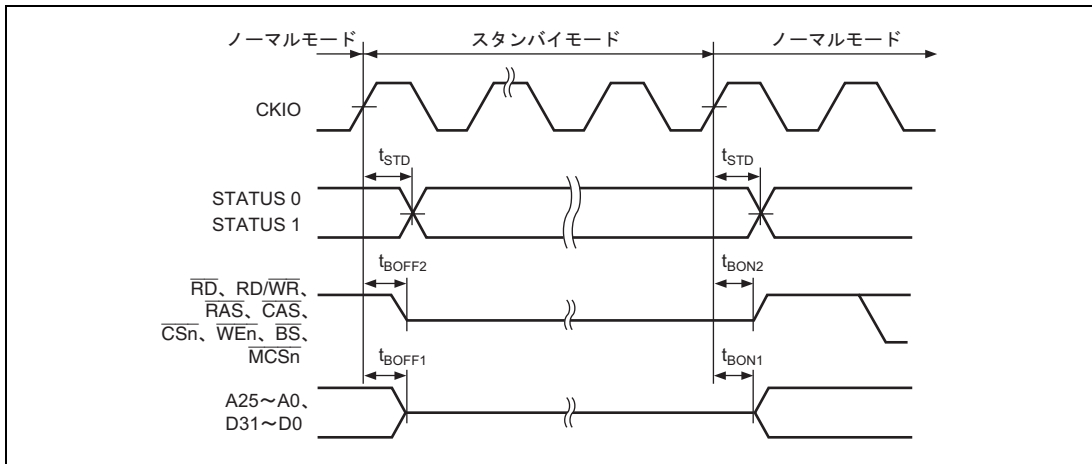 ノーマルモード スタンバイモード ノーマルモード
CKIO
tSTD tSTD
STATUS 0
STATUS 1
tBOFF2 tBON2
RD、RD/WR、
RAS、CAS、
CSn、WEn、BS、
MCSn
tBOFF1 tBON1
A25～A0、
D31～D0